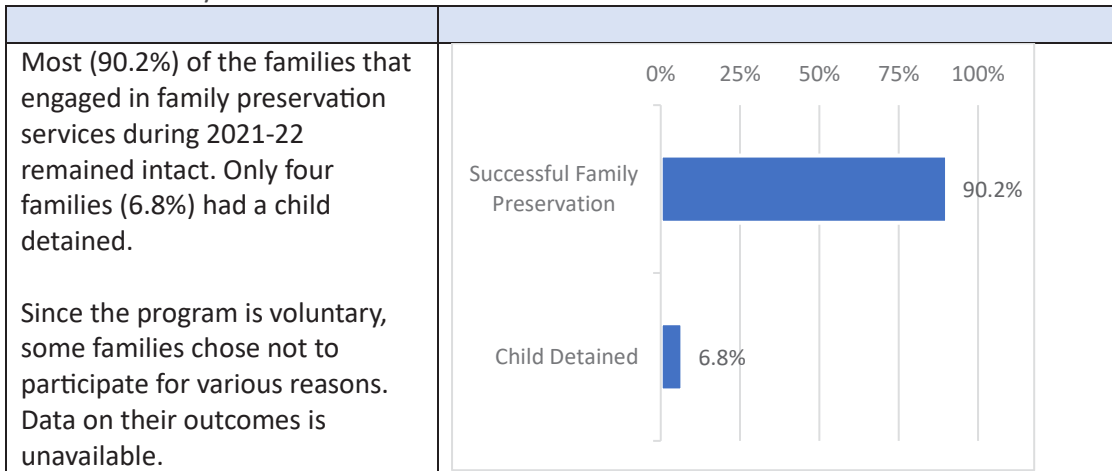 Most (90.2%) of the families that
engaged in family preservation
services during 2021-22
remained intact. Only four
families (6.8%) had a child
detained.
Since the program is voluntary,
some families chose not to
participate for various reasons.
Data on their outcomes is
unavailable.
0% 25% 50% 75% 100%
Successful Family
Preservation
90.2%
Child Detained
6.8%